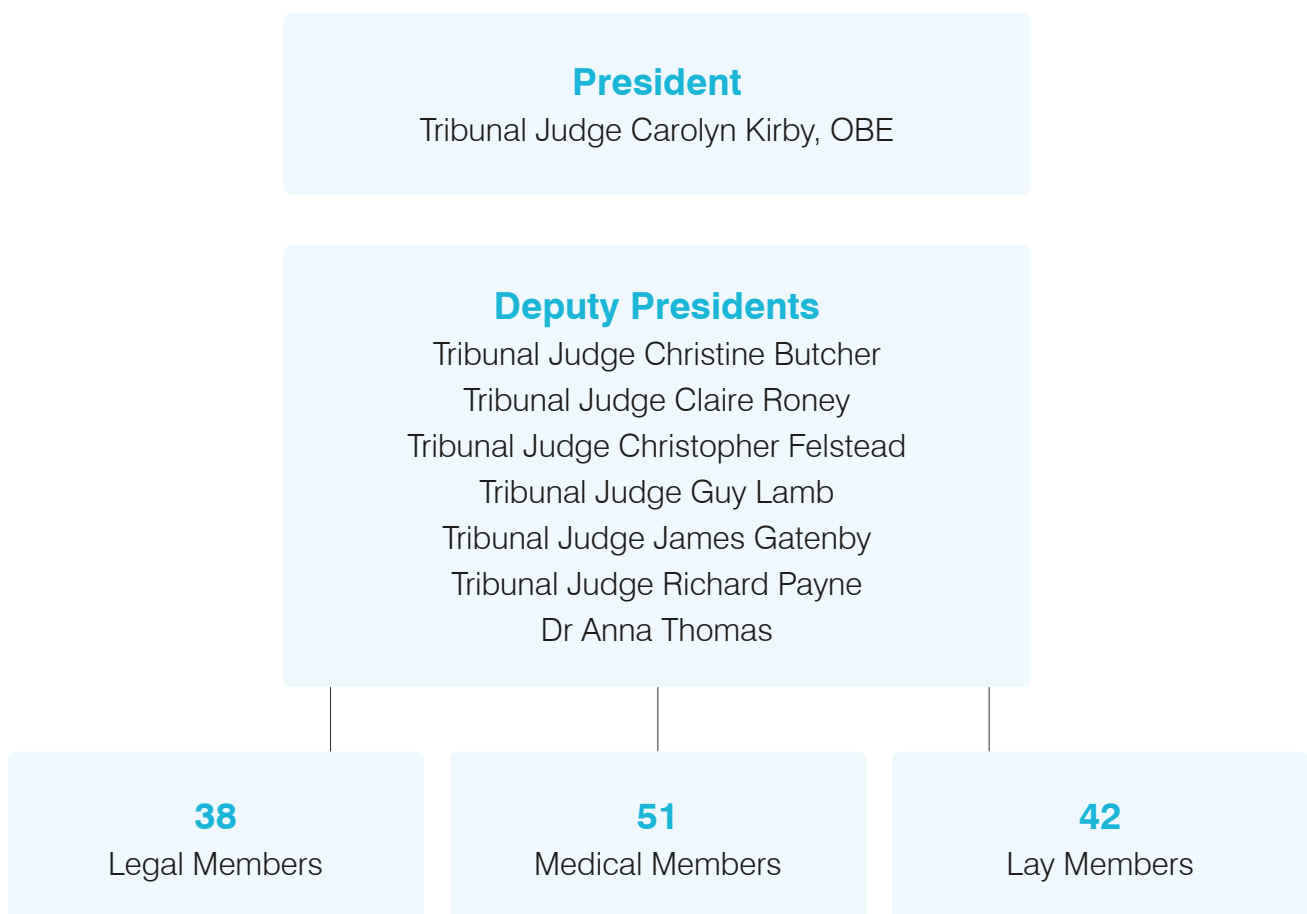 President
Tribunal Judge Carolyn Kirby, OBE
Deputy Presidents
Tribunal Judge Christine Butcher
Tribunal Judge Claire Roney
Tribunal Judge Christopher Felstead
Tribunal Judge Guy Lamb
Tribunal Judge James Gatenby
Tribunal Judge Richard Payne
Dr Anna Thomas
38
Legal Members
51
Medical Members
42
Lay Members